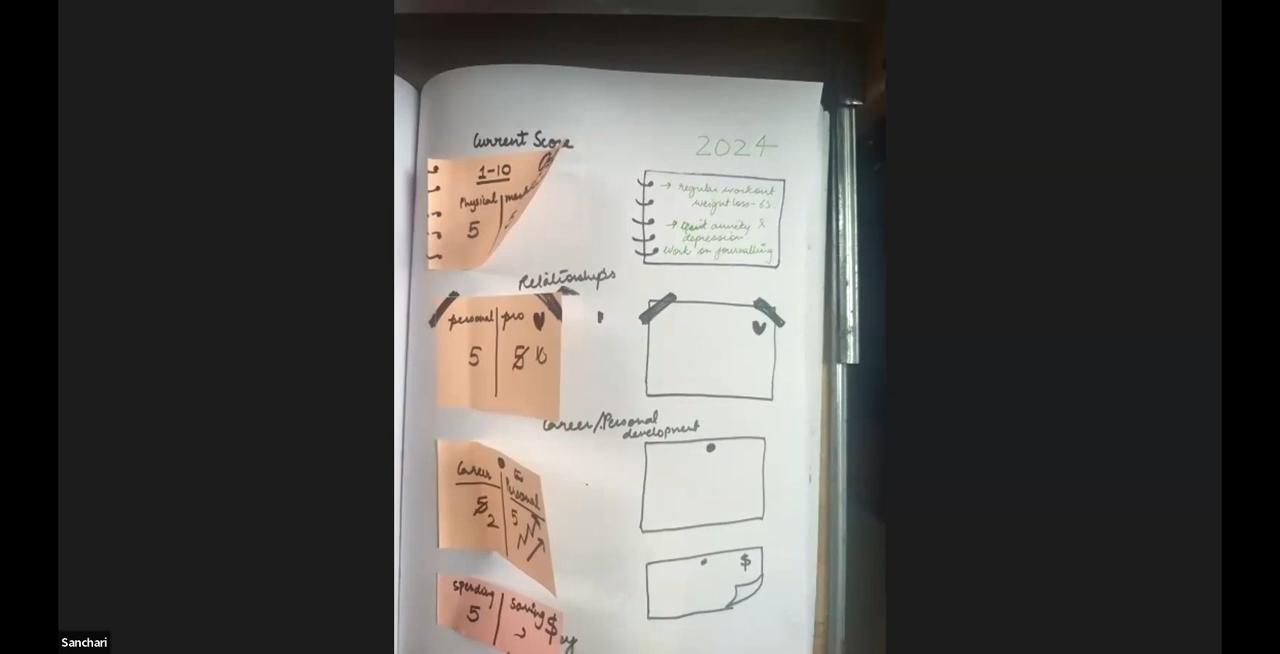 Current Score
2024
1-10
Physical
5
→ regular workout
weight loss - 65
→ Quit anxiety &
depression
work on journalling
Relationships
personal pro
5
Career/Personal
development
Career
5
2
Personal
5
$
spending
5
Saving
$
Sanchari